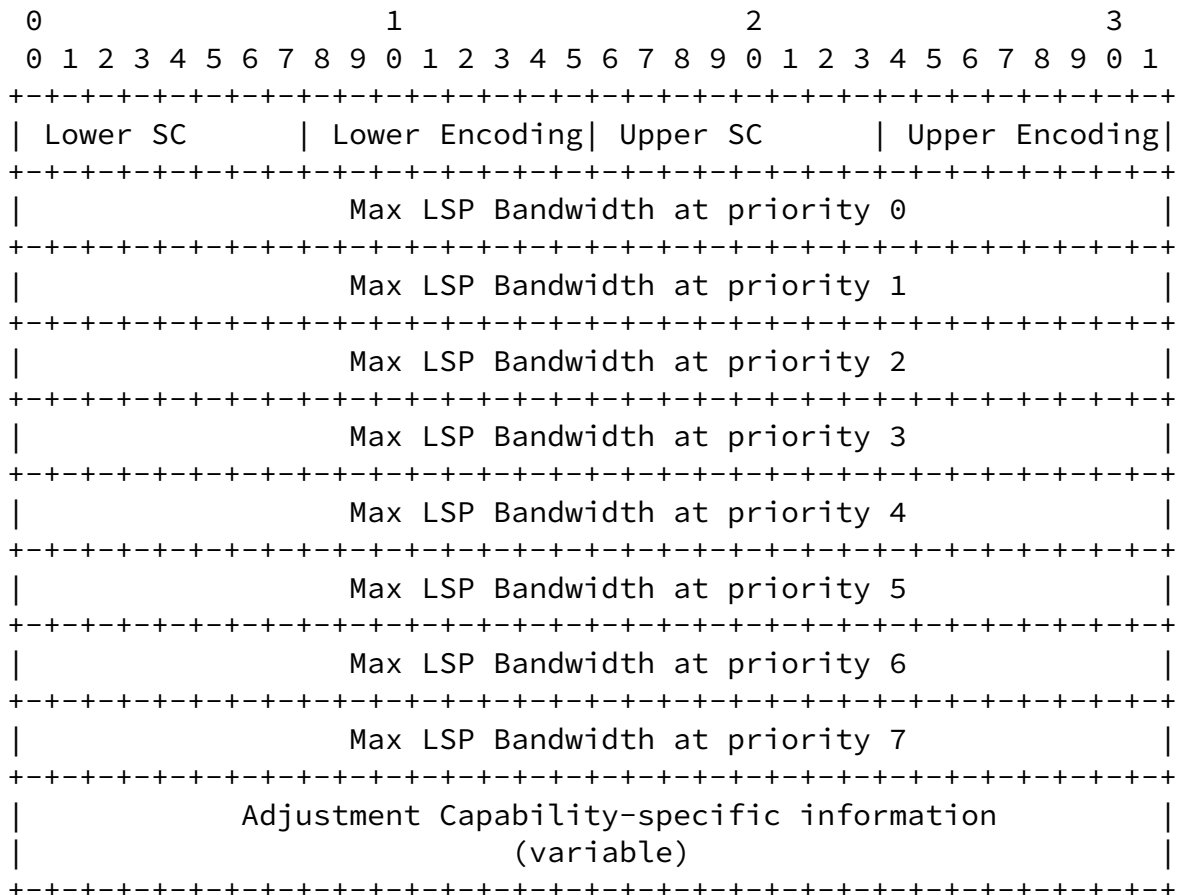 0                   1                   2                   3
 0 1 2 3 4 5 6 7 8 9 0 1 2 3 4 5 6 7 8 9 0 1 2 3 4 5 6 7 8 9 0 1
+-+-+-+-+-+-+-+-+-+-+-+-+-+-+-+-+-+-+-+-+-+-+-+-+-+-+-+-+-+-+-+-+
| Lower SC      | Lower Encoding| Upper SC      | Upper Encoding|
+-+-+-+-+-+-+-+-+-+-+-+-+-+-+-+-+-+-+-+-+-+-+-+-+-+-+-+-+-+-+-+-+
|                  Max LSP Bandwidth at priority 0              |
+-+-+-+-+-+-+-+-+-+-+-+-+-+-+-+-+-+-+-+-+-+-+-+-+-+-+-+-+-+-+-+-+
|                  Max LSP Bandwidth at priority 1              |
+-+-+-+-+-+-+-+-+-+-+-+-+-+-+-+-+-+-+-+-+-+-+-+-+-+-+-+-+-+-+-+-+
|                  Max LSP Bandwidth at priority 2              |
+-+-+-+-+-+-+-+-+-+-+-+-+-+-+-+-+-+-+-+-+-+-+-+-+-+-+-+-+-+-+-+-+
|                  Max LSP Bandwidth at priority 3              |
+-+-+-+-+-+-+-+-+-+-+-+-+-+-+-+-+-+-+-+-+-+-+-+-+-+-+-+-+-+-+-+-+
|                  Max LSP Bandwidth at priority 4              |
+-+-+-+-+-+-+-+-+-+-+-+-+-+-+-+-+-+-+-+-+-+-+-+-+-+-+-+-+-+-+-+-+
|                  Max LSP Bandwidth at priority 5              |
+-+-+-+-+-+-+-+-+-+-+-+-+-+-+-+-+-+-+-+-+-+-+-+-+-+-+-+-+-+-+-+-+
|                  Max LSP Bandwidth at priority 6              |
+-+-+-+-+-+-+-+-+-+-+-+-+-+-+-+-+-+-+-+-+-+-+-+-+-+-+-+-+-+-+-+-+
|                  Max LSP Bandwidth at priority 7              |
+-+-+-+-+-+-+-+-+-+-+-+-+-+-+-+-+-+-+-+-+-+-+-+-+-+-+-+-+-+-+-+-+
|            Adjustment Capability-specific information         |
|                           (variable)                          |
+-+-+-+-+-+-+-+-+-+-+-+-+-+-+-+-+-+-+-+-+-+-+-+-+-+-+-+-+-+-+-+-+